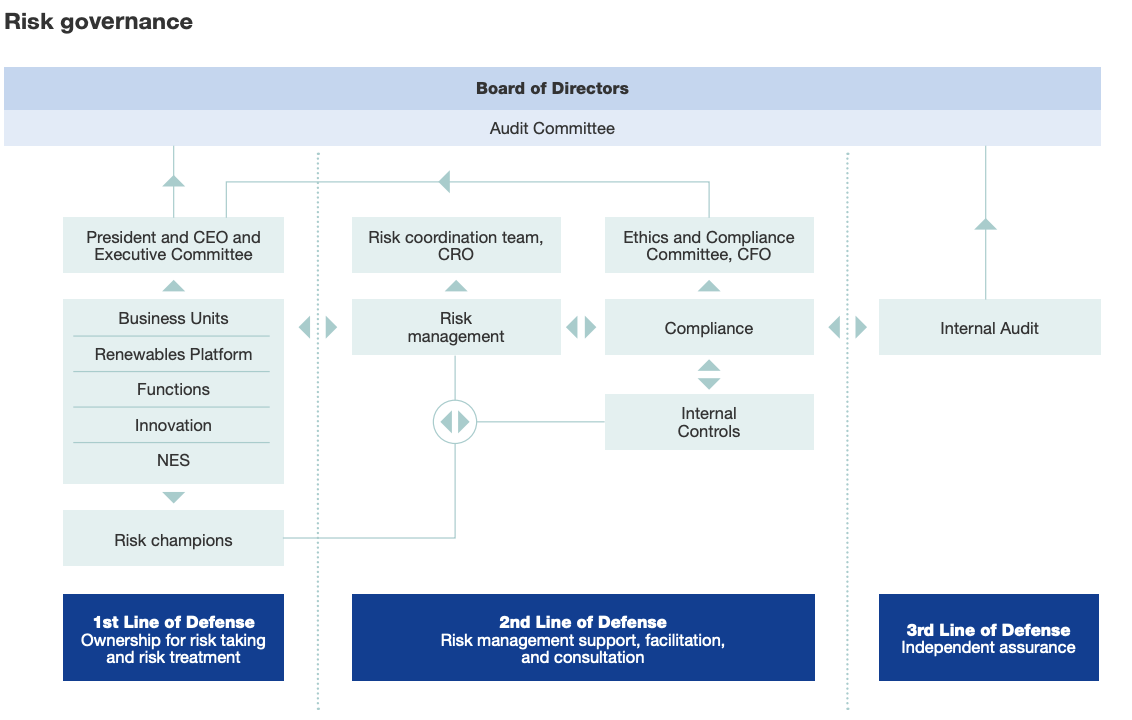 Risk governance
Board of Directors
Audit Committee
President and CEO and
Executive Committee
Risk coordination team,
CRO
Ethics and Compliance
Committee, CFO
Business Units
Renewables Platform
Functions
Innovation
NES
Risk
management
Compliance
Internal Audit
Internal
Controls
Risk champions
1st Line of Defense
Ownership for risk taking
and risk treatment
2nd Line of Defense
Risk management support, facilitation,
and consultation
3rd Line of Defense
Independent assurance